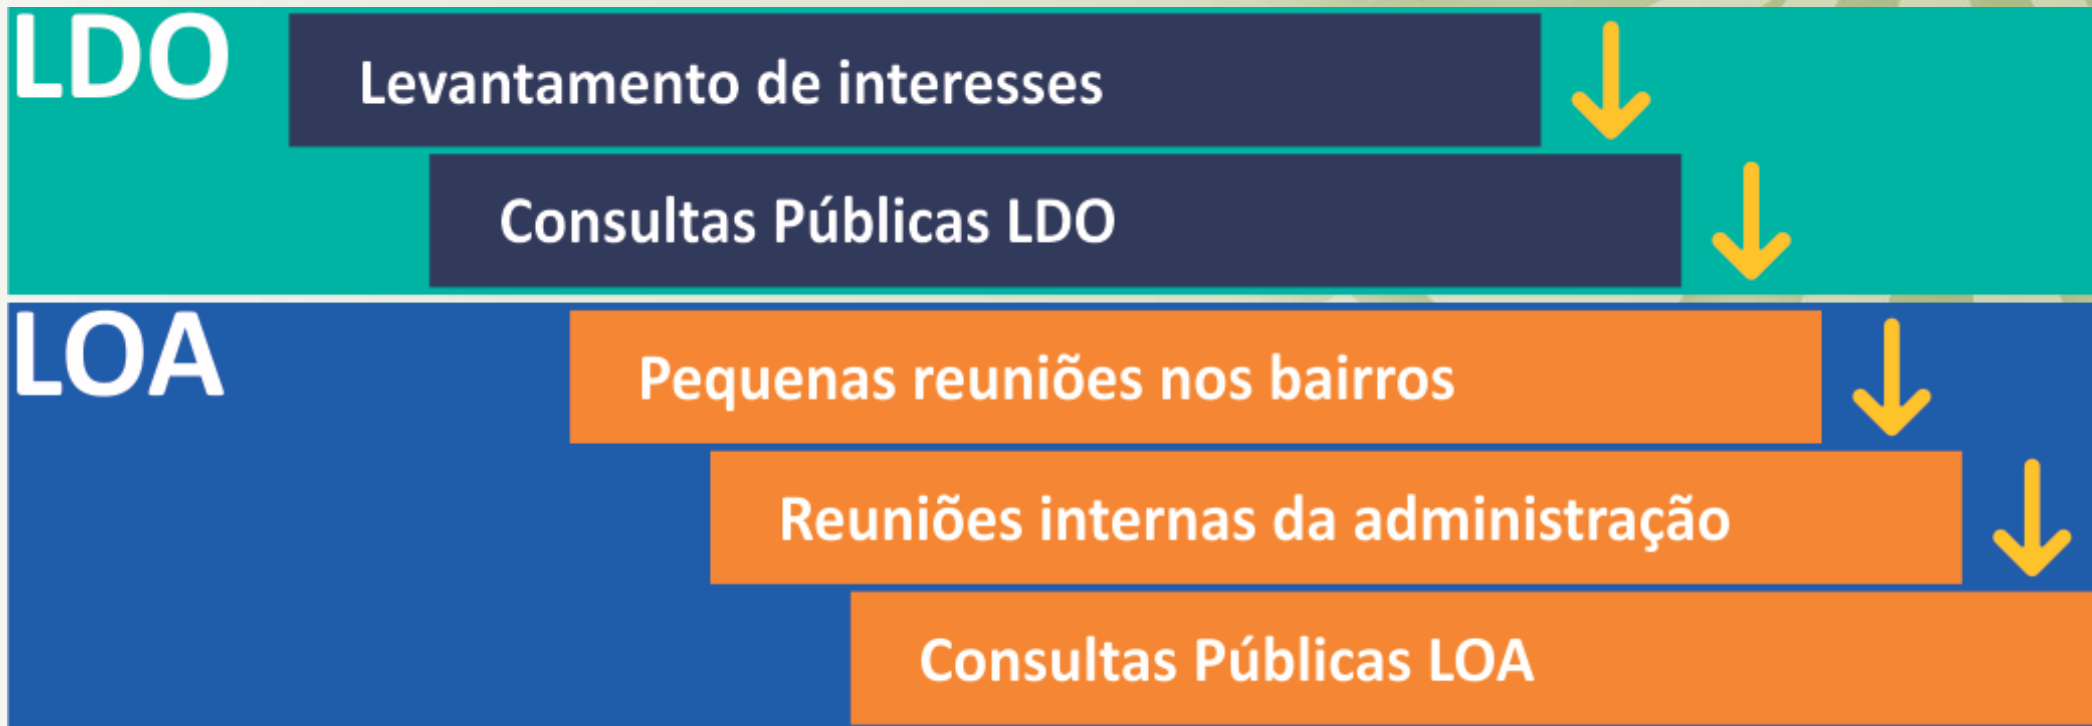 LDO
Levantamento de interesses
Consultas Públicas LDO
LOA
Pequenas reuniões nos bairros
Reuniões internas da administração
Consultas Públicas LOA